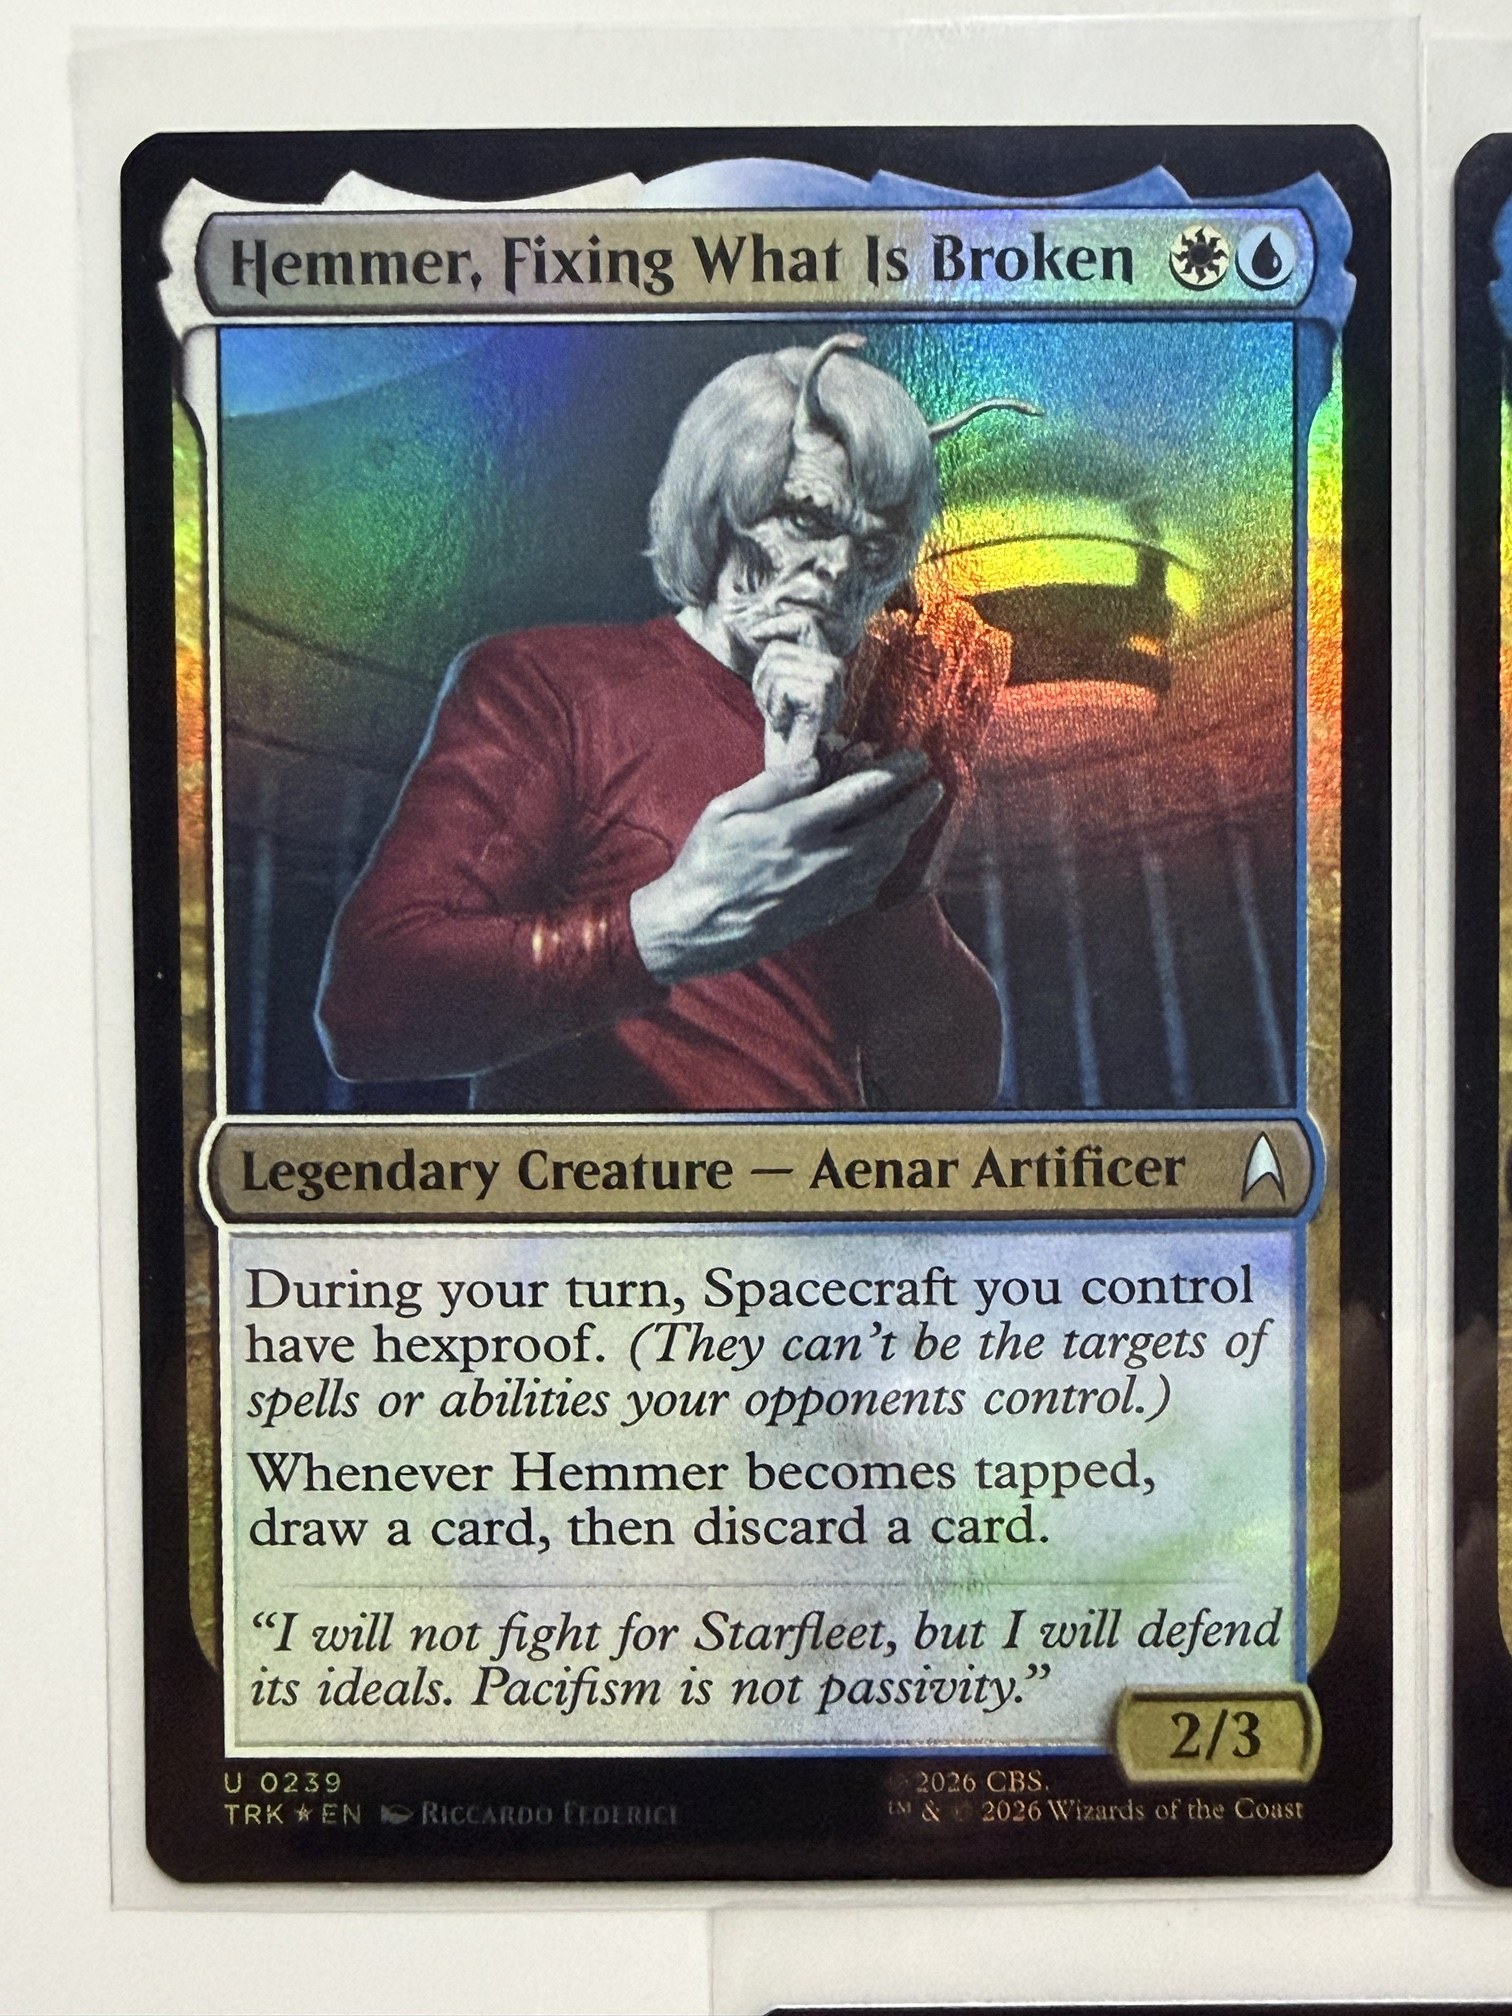 Hemmer, Fixing What Is Broken
Legendary Creature — Aenar Artificer
During your turn, Spacecraft you control
have hexproof. (They can't be the targets of
spells or abilities your opponents control.)
Whenever Hemmer becomes tapped,
draw a card, then discard a card.
“I will not fight for Starfleet, but I will defend
its ideals. Pacifism is not passivity.”
2/3
U 0239
TRK ★ EN Riccardo Federici
© 2026 CBS.
™ & © 2026 Wizards of the Coast